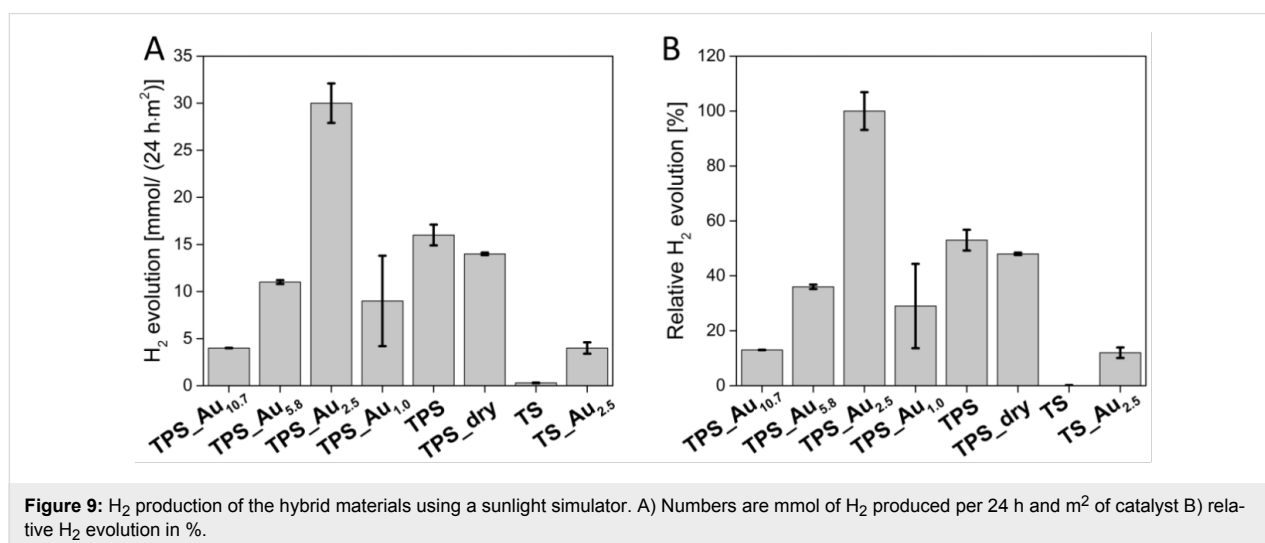 A
H₂ evolution [mmol/ (24 h·m²)]
35
30
25
20
15
10
5
0
TPS_Au₁₀.₇
TPS_Au₅.₈
TPS_Au₂.₅
TPS_Au₁.₀
TPS
TPS_dry
TS
TS_Au₂.₅
B
Relative H₂ evolution [%]
120
100
80
60
40
20
0
TPS_Au₁₀.₇
TPS_Au₅.₈
TPS_Au₂.₅
TPS_Au₁.₀
TPS
TPS_dry
TS
TS_Au₂.₅
Figure 9: H₂ production of the hybrid materials using a sunlight simulator. A) Numbers are mmol of H₂ produced per 24 h and m² of catalyst B) rela-
tive H₂ evolution in %.